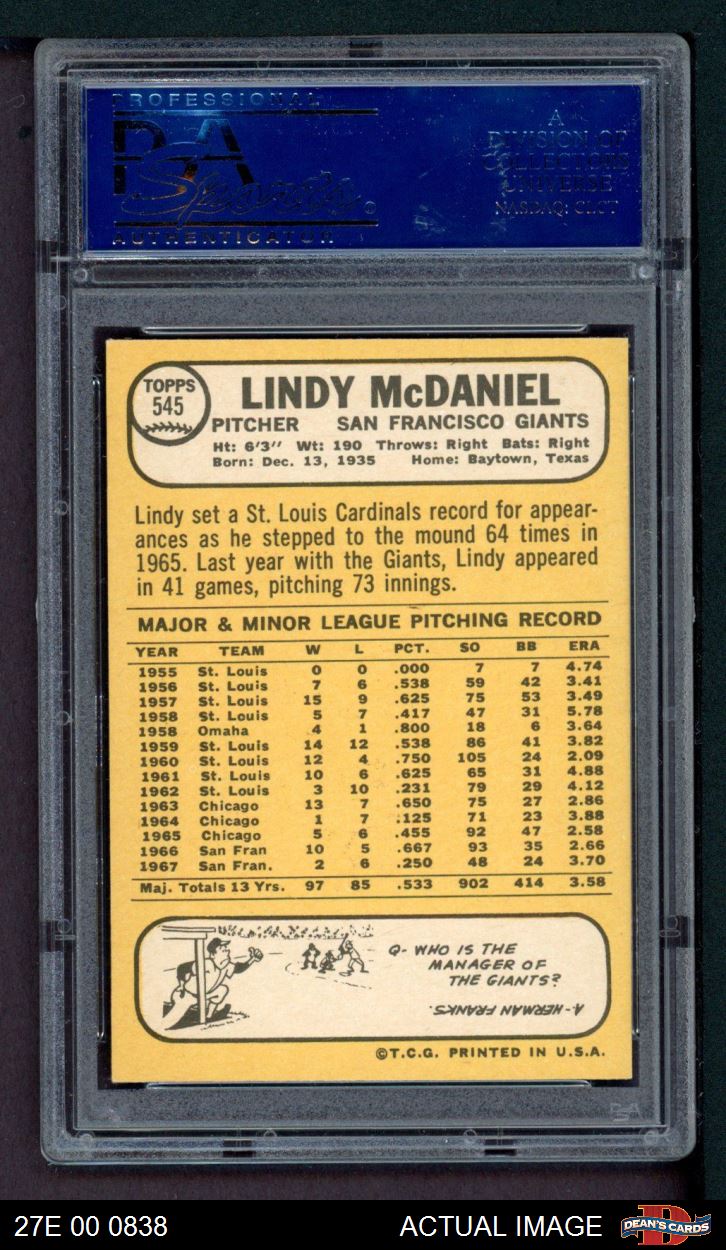 PROFESSIONAL
PSA
Sports
AUTHENTICATOR
A
DIVISION OF
COLLECTORS
UNIVERSE
NASDAQ: CLCT
TOPPS
545
LINDY McDANIEL
PITCHER SAN FRANCISCO GIANTS
Ht: 6'3" Wt: 190 Throws: Right Bats: Right
Born: Dec. 13, 1935 Home: Baytown, Texas
Lindy set a St. Louis Cardinals record for appear-
ances as he stepped to the mound 64 times in
1965. Last year with the Giants, Lindy appeared
in 41 games, pitching 73 innings.
MAJOR & MINOR LEAGUE PITCHING RECORD
YEAR TEAM W L PCT. SO BB ERA
1955 St. Louis 0 0 .000 7 7 4.74
1956 St. Louis 7 6 .538 59 42 3.41
1957 St. Louis 15 9 .625 75 53 3.49
1958 St. Louis 5 7 .417 47 31 5.78
1958 Omaha 4 1 .800 18 6 3.64
1959 St. Louis 14 12 .538 86 41 3.82
1960 St. Louis 12 4 .750 105 24 2.09
1961 St. Louis 10 6 .625 65 31 4.88
1962 St. Louis 3 10 .231 79 29 4.12
1963 Chicago 13 7 .650 75 27 2.86
1964 Chicago 1 7 .125 71 23 3.88
1965 Chicago 5 6 .455 92 47 2.58
1966 San Fran 10 5 .667 93 35 2.66
1967 San Fran. 2 6 .250 48 24 3.70
Maj. Totals 13 Yrs. 97 85 .533 902 414 3.58
Q- WHO IS THE
MANAGER OF
THE GIANTS?
A- HERMAN FRANKS.
©T.C.G. PRINTED IN U.S.A.
PSA
27E 00 0838 ACTUAL IMAGE
D
DEAN'S CARDS